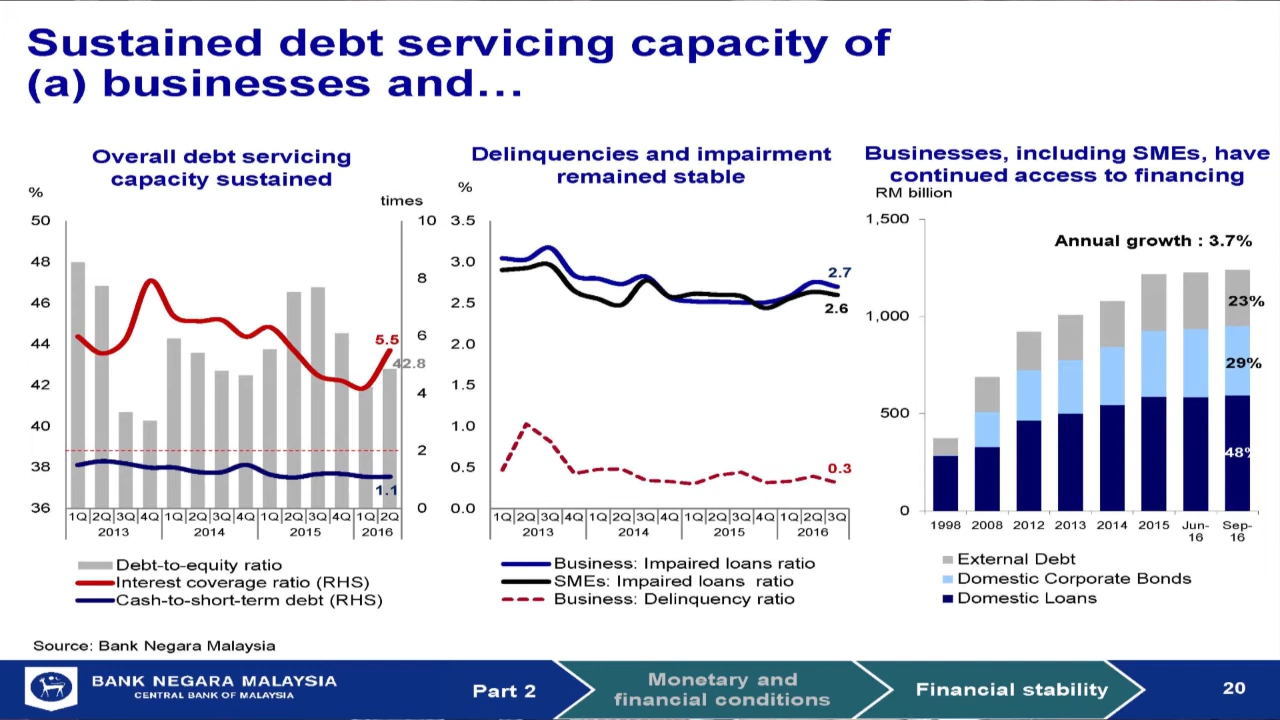 Sustained debt servicing capacity of
(a) businesses and…
Overall debt servicing
capacity sustained
%
times
50
48
46
44
42
40
38
36
10
8
6
4
2
0
5.5
42.8
1.1
1Q 2Q 3Q 4Q 1Q 2Q 3Q 4Q 1Q 2Q 3Q 4Q 1Q 2Q
2013 2014 2015 2016
Debt-to-equity ratio
Interest coverage ratio (RHS)
Cash-to-short-term debt (RHS)
Delinquencies and impairment
remained stable
%
3.5
3.0
2.5
2.0
1.5
1.0
0.5
0.0
2.7
2.6
0.3
1Q 2Q 3Q 4Q 1Q 2Q 3Q 4Q 1Q 2Q 3Q 4Q 1Q 2Q 3Q
2013 2014 2015 2016
Business: Impaired loans ratio
SMEs: Impaired loans ratio
Business: Delinquency ratio
Businesses, including SMEs, have
continued access to financing
RM billion
1,500
1,000
500
0
Annual growth : 3.7%
23%
29%
48%
1998 2008 2012 2013 2014 2015 Jun-16 Sep-16
External Debt
Domestic Corporate Bonds
Domestic Loans
Source: Bank Negara Malaysia
BANK NEGARA MALAYSIA
CENTRAL BANK OF MALAYSIA
Part 2
Monetary and
financial conditions
Financial stability
20